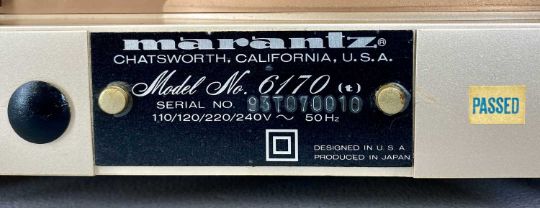 marantz®
CHATSWORTH, CALIFORNIA, U.S.A.
Model No. 6170 (t)
SERIAL NO. 93T070010
110/120/220/240V ~ 50Hz
DESIGNED IN U.S.A
PRODUCED IN JAPAN
PASSED